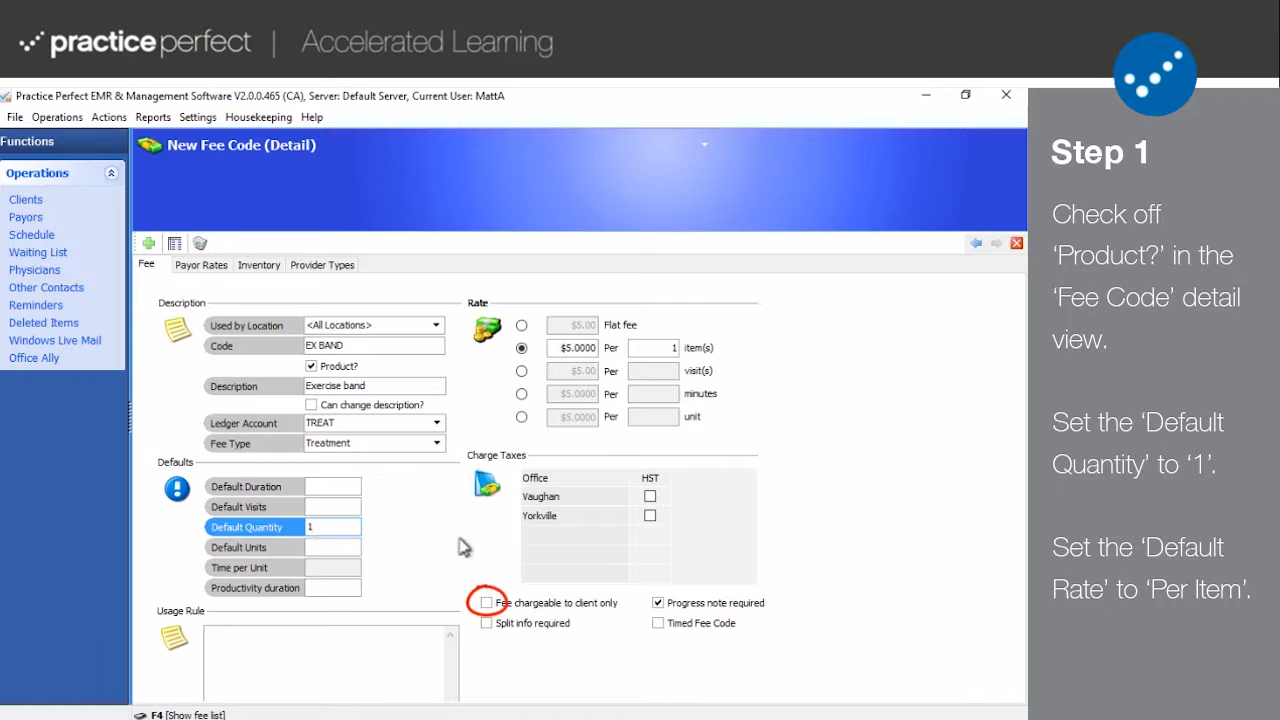 practiceperfect | Accelerated Learning
Practice Perfect EMR & Management Software V2.0.0.465 (CA), Server: Default Server, Current User: MattA
File Operations Actions Reports Settings Housekeeping Help
Functions
Operations
Clients
Payors
Schedule
Waiting List
Physicians
Other Contacts
Reminders
Deleted Items
Windows Live Mail
Office Ally
New Fee Code (Detail)
Fee Payor Rates Inventory Provider Types
Description
Used by Location <All Locations>
Code EX BAND
Product?
Description Exercise band
Can change description?
Ledger Account TREAT
Fee Type Treatment
Defaults
Default Duration
Default Visits
Default Quantity 1
Default Units
Time per Unit
Productivity duration
Usage Rule
Rate
$5.00 Flat fee
$5.0000 Per 1 item(s)
$5.00 Per visit(s)
$5.0000 Per minutes
$5.0000 Per unit
Charge Taxes
Office HST
Vaughan
Yorkville
Fee chargeable to client only Progress note required
Split info required Timed Fee Code
F4 [Show fee list]
Step 1
Check off
‘Product?’ in the
‘Fee Code’ detail
view.
Set the ‘Default
Quantity’ to ‘1’.
Set the ‘Default
Rate’ to ‘Per Item’.